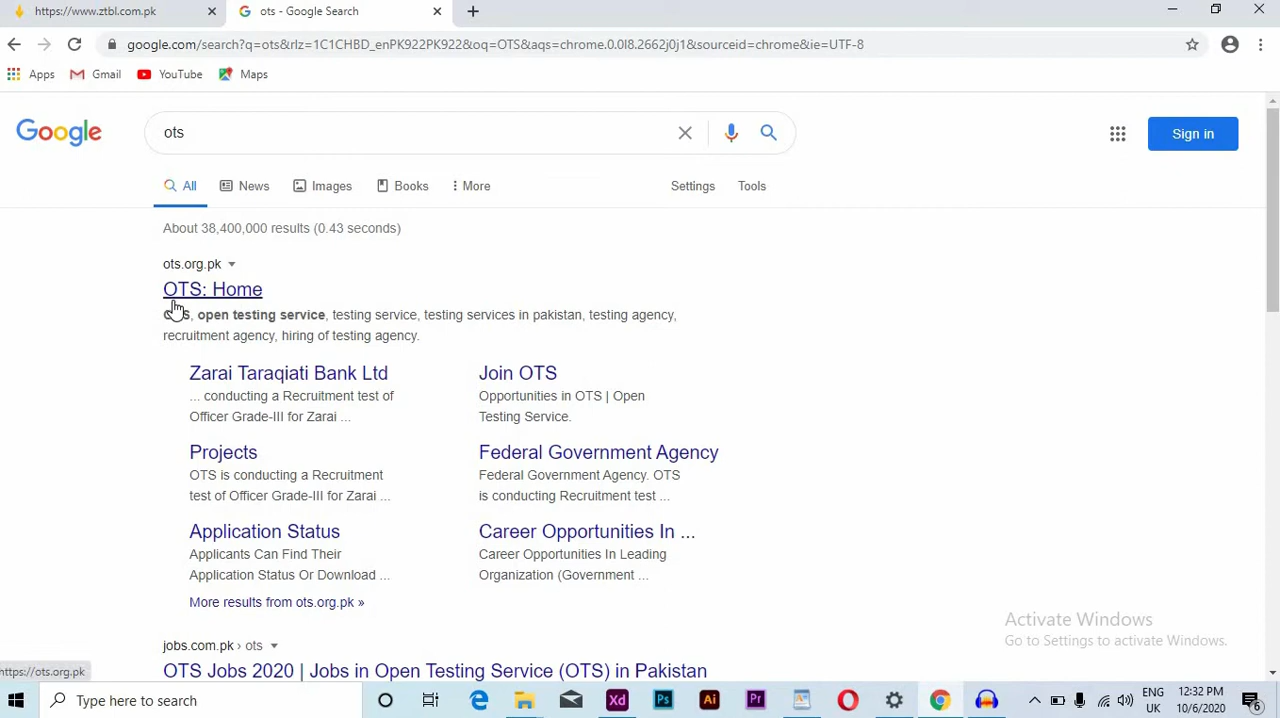 https://www.ztbl.com.pk
ots - Google Search
google.com/search?q=ots&rlz=1C1CHBD_enPK922PK922&oq=OTS&aqs=chrome.0.0l8.2662j0j1&sourceid=chrome&ie=UTF-8
Apps Gmail YouTube Maps
Google
ots
Sign in
All News Images Books More Settings Tools
About 38,400,000 results (0.43 seconds)
ots.org.pk
OTS: Home
OTS, open testing service, testing service, testing services in pakistan, testing agency,
recruitment agency, hiring of testing agency.
Zarai Taraqiati Bank Ltd
... conducting a Recruitment test of
Officer Grade-III for Zarai ...
Join OTS
Opportunities in OTS | Open
Testing Service.
Projects
OTS is conducting a Recruitment
test of Officer Grade-III for Zarai ...
Federal Government Agency
Federal Government Agency. OTS
is conducting Recruitment test ...
Application Status
Applicants Can Find Their
Application Status Or Download ...
Career Opportunities In ...
Career Opportunities In Leading
Organization (Government ...
More results from ots.org.pk »
jobs.com.pk › ots
OTS Jobs 2020 | Jobs in Open Testing Service (OTS) in Pakistan
Activate Windows
Go to Settings to activate Windows.
https://ots.org.pk
Type here to search
Xd Ps Ai Pr
ENG
UK
12:32 PM
10/6/2020
6